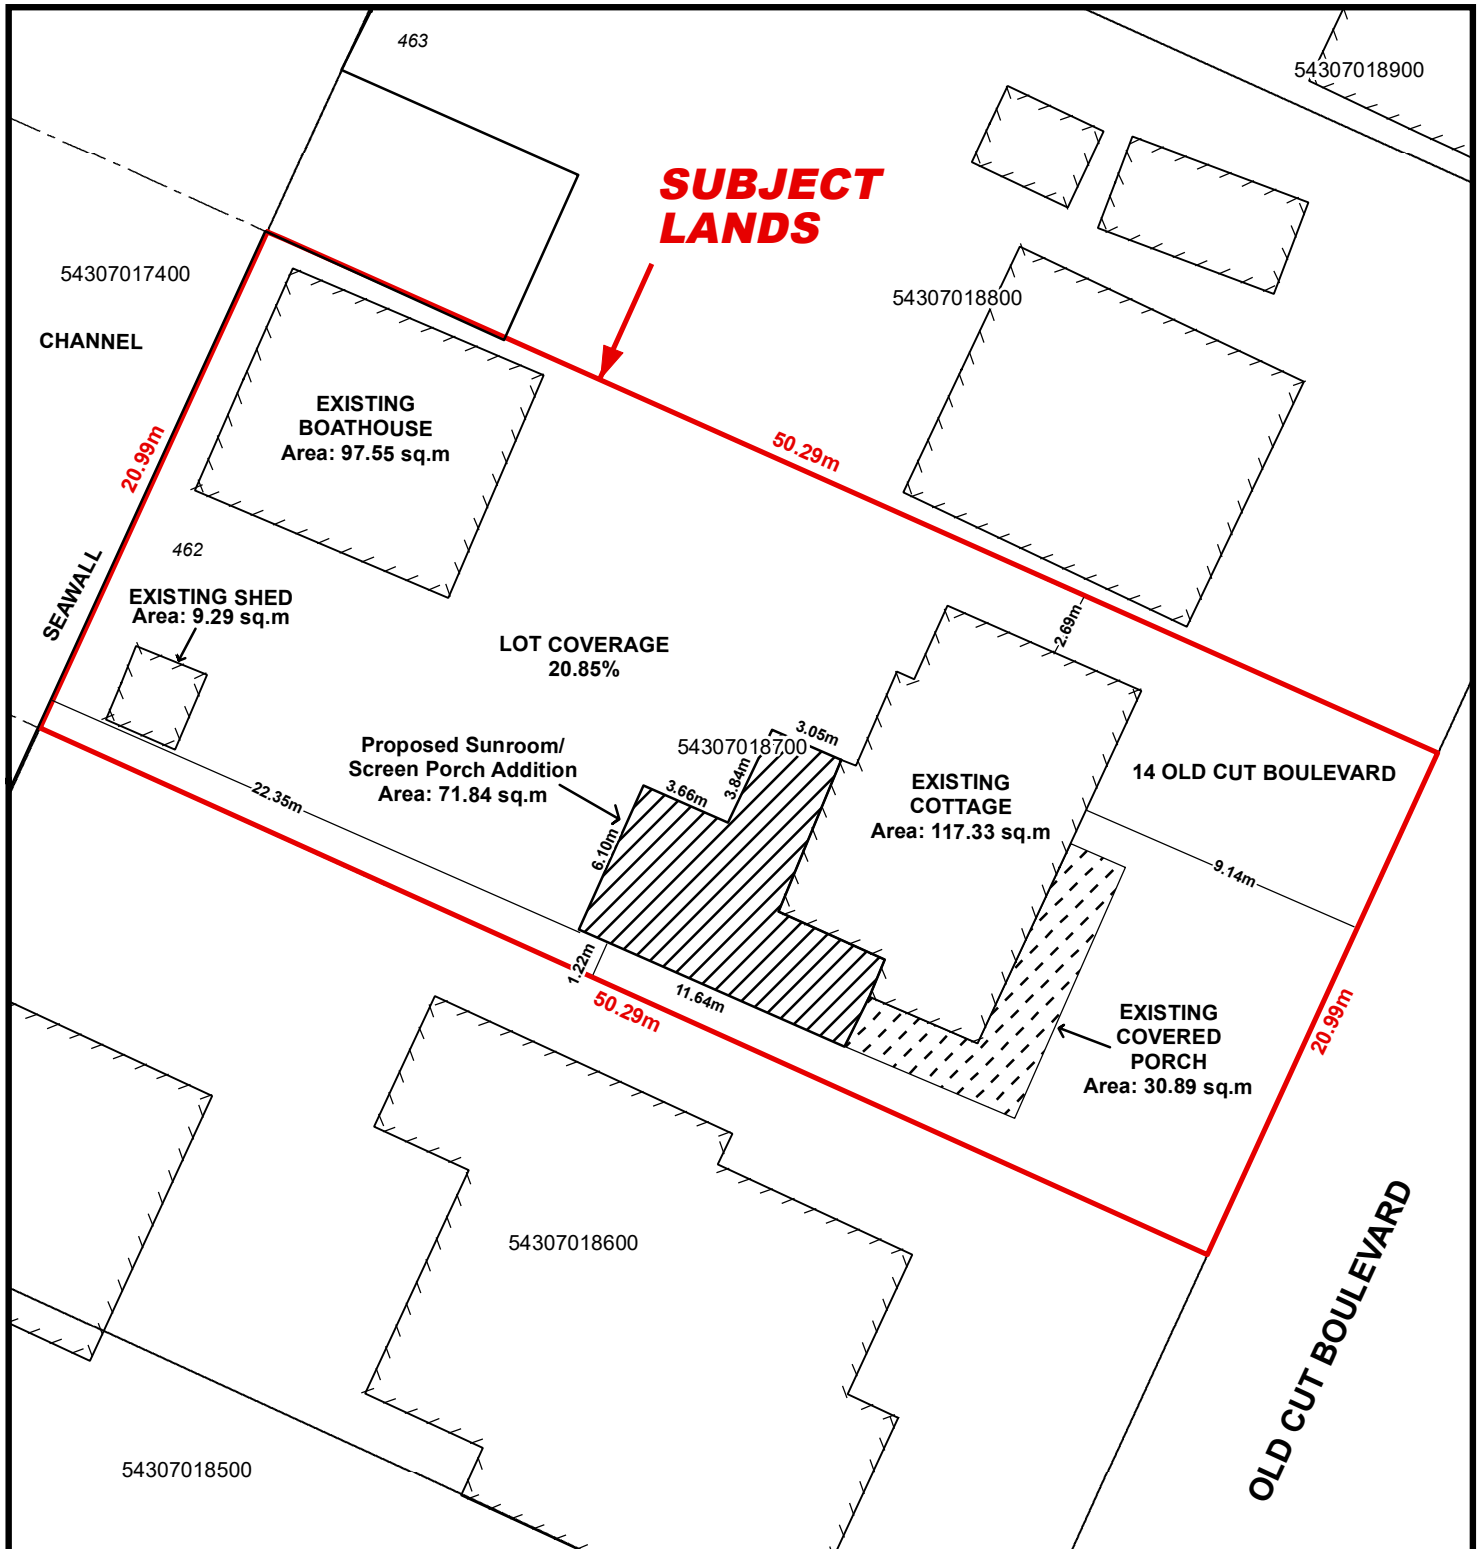 463
54307018900
SUBJECT
LANDS
54307017400
54307018800
CHANNEL
EXISTING
BOATHOUSE
Area: 97.55 sq.m
20.99m
50.29m
462
SEAWALL
EXISTING SHED
Area: 9.29 sq.m
LOT COVERAGE
20.85%
2.69m
Proposed Sunroom/
Screen Porch Addition
Area: 71.84 sq.m
54307018700
3.05m
3.84m
3.66m
6.10m
22.35m
EXISTING
COTTAGE
Area: 117.33 sq.m
14 OLD CUT BOULEVARD
9.14m
1.22m
11.64m
50.29m
EXISTING
COVERED
PORCH
Area: 30.89 sq.m
20.99m
54307018600
54307018500
OLD CUT BOULEVARD